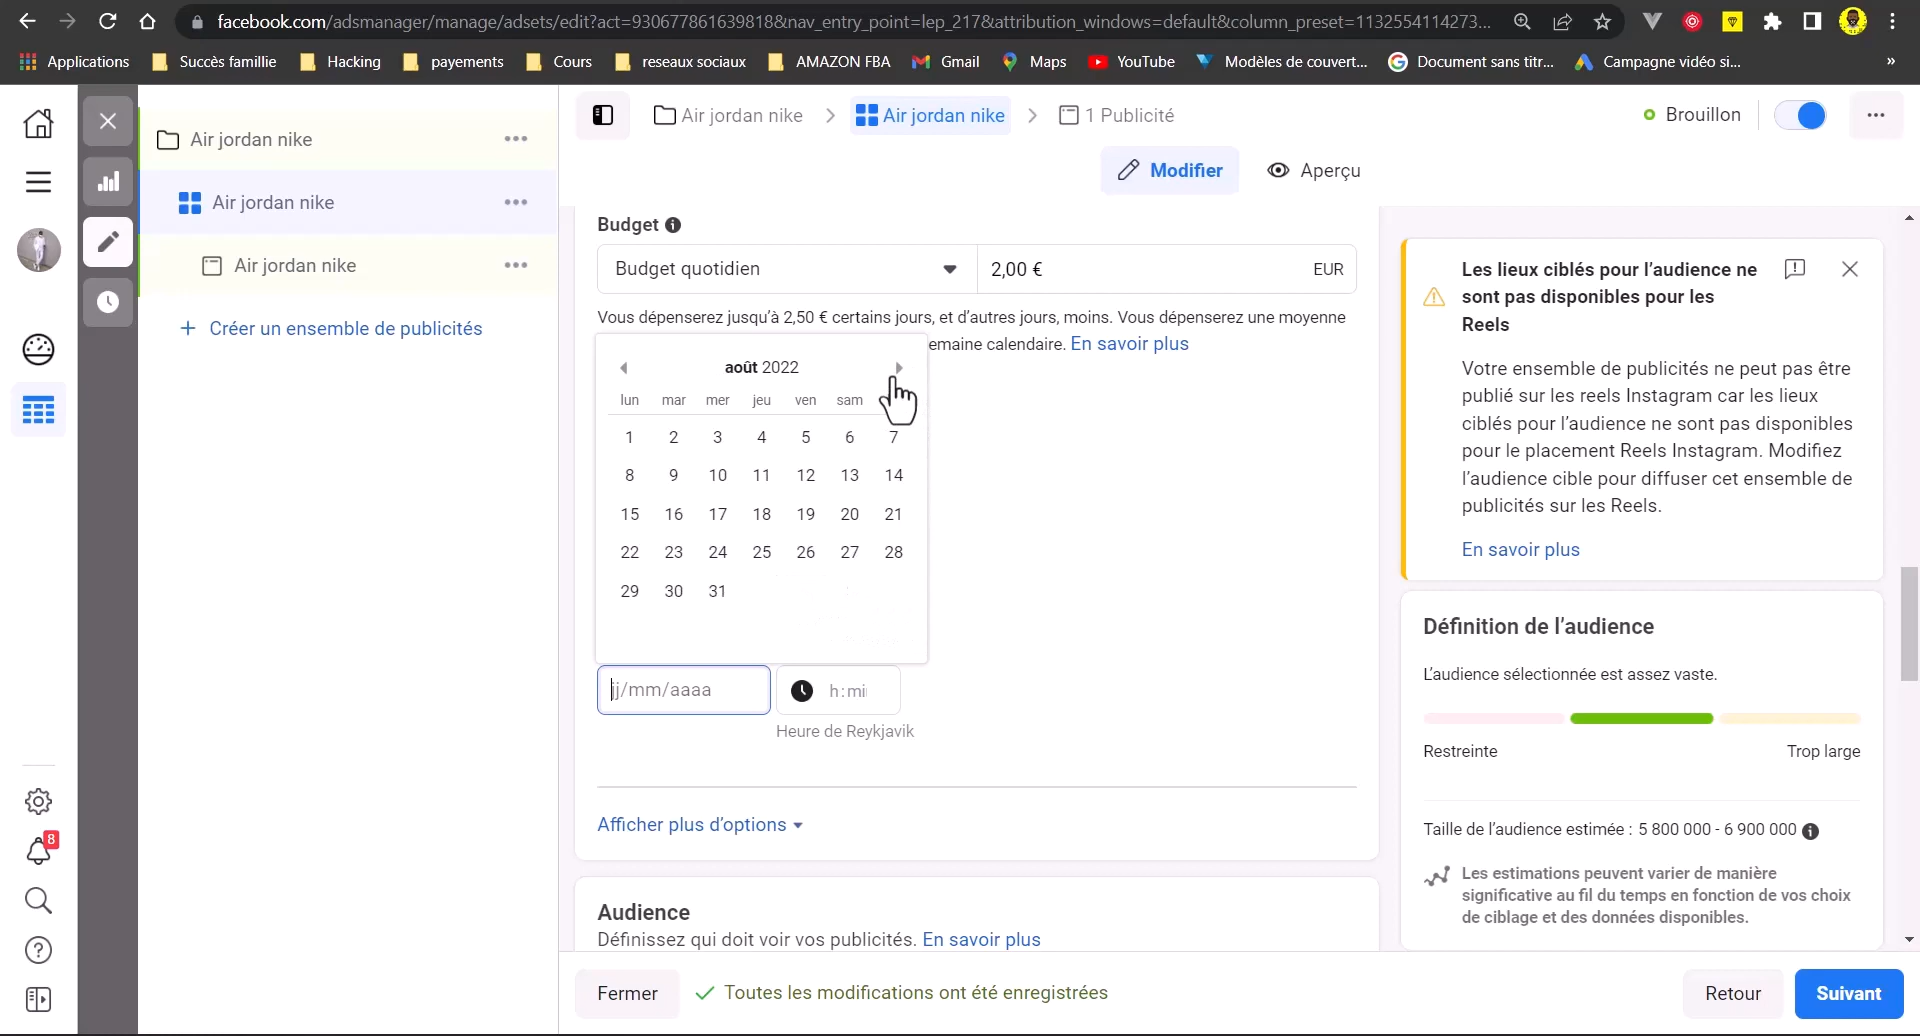 facebook.com/adsmanager/manage/adsets/edit?act=930677861639818&nav_entry_point=lep_217&attribution_windows=default&column_preset=1132554114273...
Applications
Succès famillie
Hacking
payements
Cours
reseaux sociaux
AMAZON FBA
Gmail
Maps
YouTube
Modèles de couvert...
Document sans titr...
Campagne vidéo si...
»
Air jordan nike
Air jordan nike
Air jordan nike
+ Créer un ensemble de publicités
8
Air jordan nike
Air jordan nike
1 Publicité
Brouillon
Modifier
Aperçu
Budget
Budget quotidien
2,00 €
EUR
Vous dépenserez jusqu'à 2,50 € certains jours, et d'autres jours, moins. Vous dépenserez une moyenne
emaine calendaire. En savoir plus
août 2022
lun mar mer jeu ven sam
1 2 3 4 5 6 7
8 9 10 11 12 13 14
15 16 17 18 19 20 21
22 23 24 25 26 27 28
29 30 31
jj/mm/aaaa
h:mi
Heure de Reykjavik
Afficher plus d'options
Audience
Définissez qui doit voir vos publicités. En savoir plus
Fermer
Toutes les modifications ont été enregistrées
Retour
Suivant
Les lieux ciblés pour l'audience ne
sont pas disponibles pour les
Reels
Votre ensemble de publicités ne peut pas être
publié sur les reels Instagram car les lieux
ciblés pour l'audience ne sont pas disponibles
pour le placement Reels Instagram. Modifiez
l'audience cible pour diffuser cet ensemble de
publicités sur les Reels.
En savoir plus
Définition de l'audience
L'audience sélectionnée est assez vaste.
Restreinte
Trop large
Taille de l'audience estimée : 5 800 000 - 6 900 000
Les estimations peuvent varier de manière
significative au fil du temps en fonction de vos choix
de ciblage et des données disponibles.